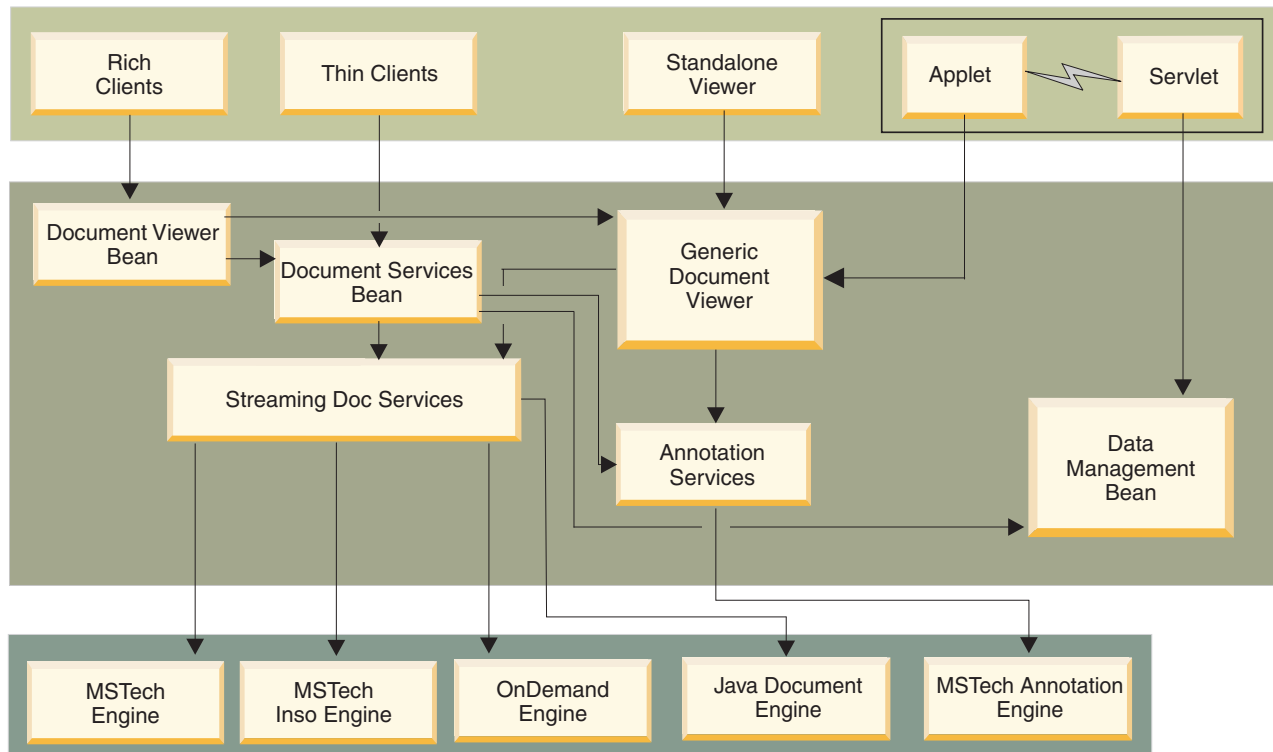 Rich
Clients
Thin Clients
Standalone
Viewer
Applet
Servlet
Document Viewer
Bean
Document Services
Bean
Generic
Document
Viewer
Streaming Doc Services
Annotation
Services
Data
Management
Bean
MSTech
Engine
MSTech
Inso Engine
OnDemand
Engine
Java Document
Engine
MSTech Annotation
Engine